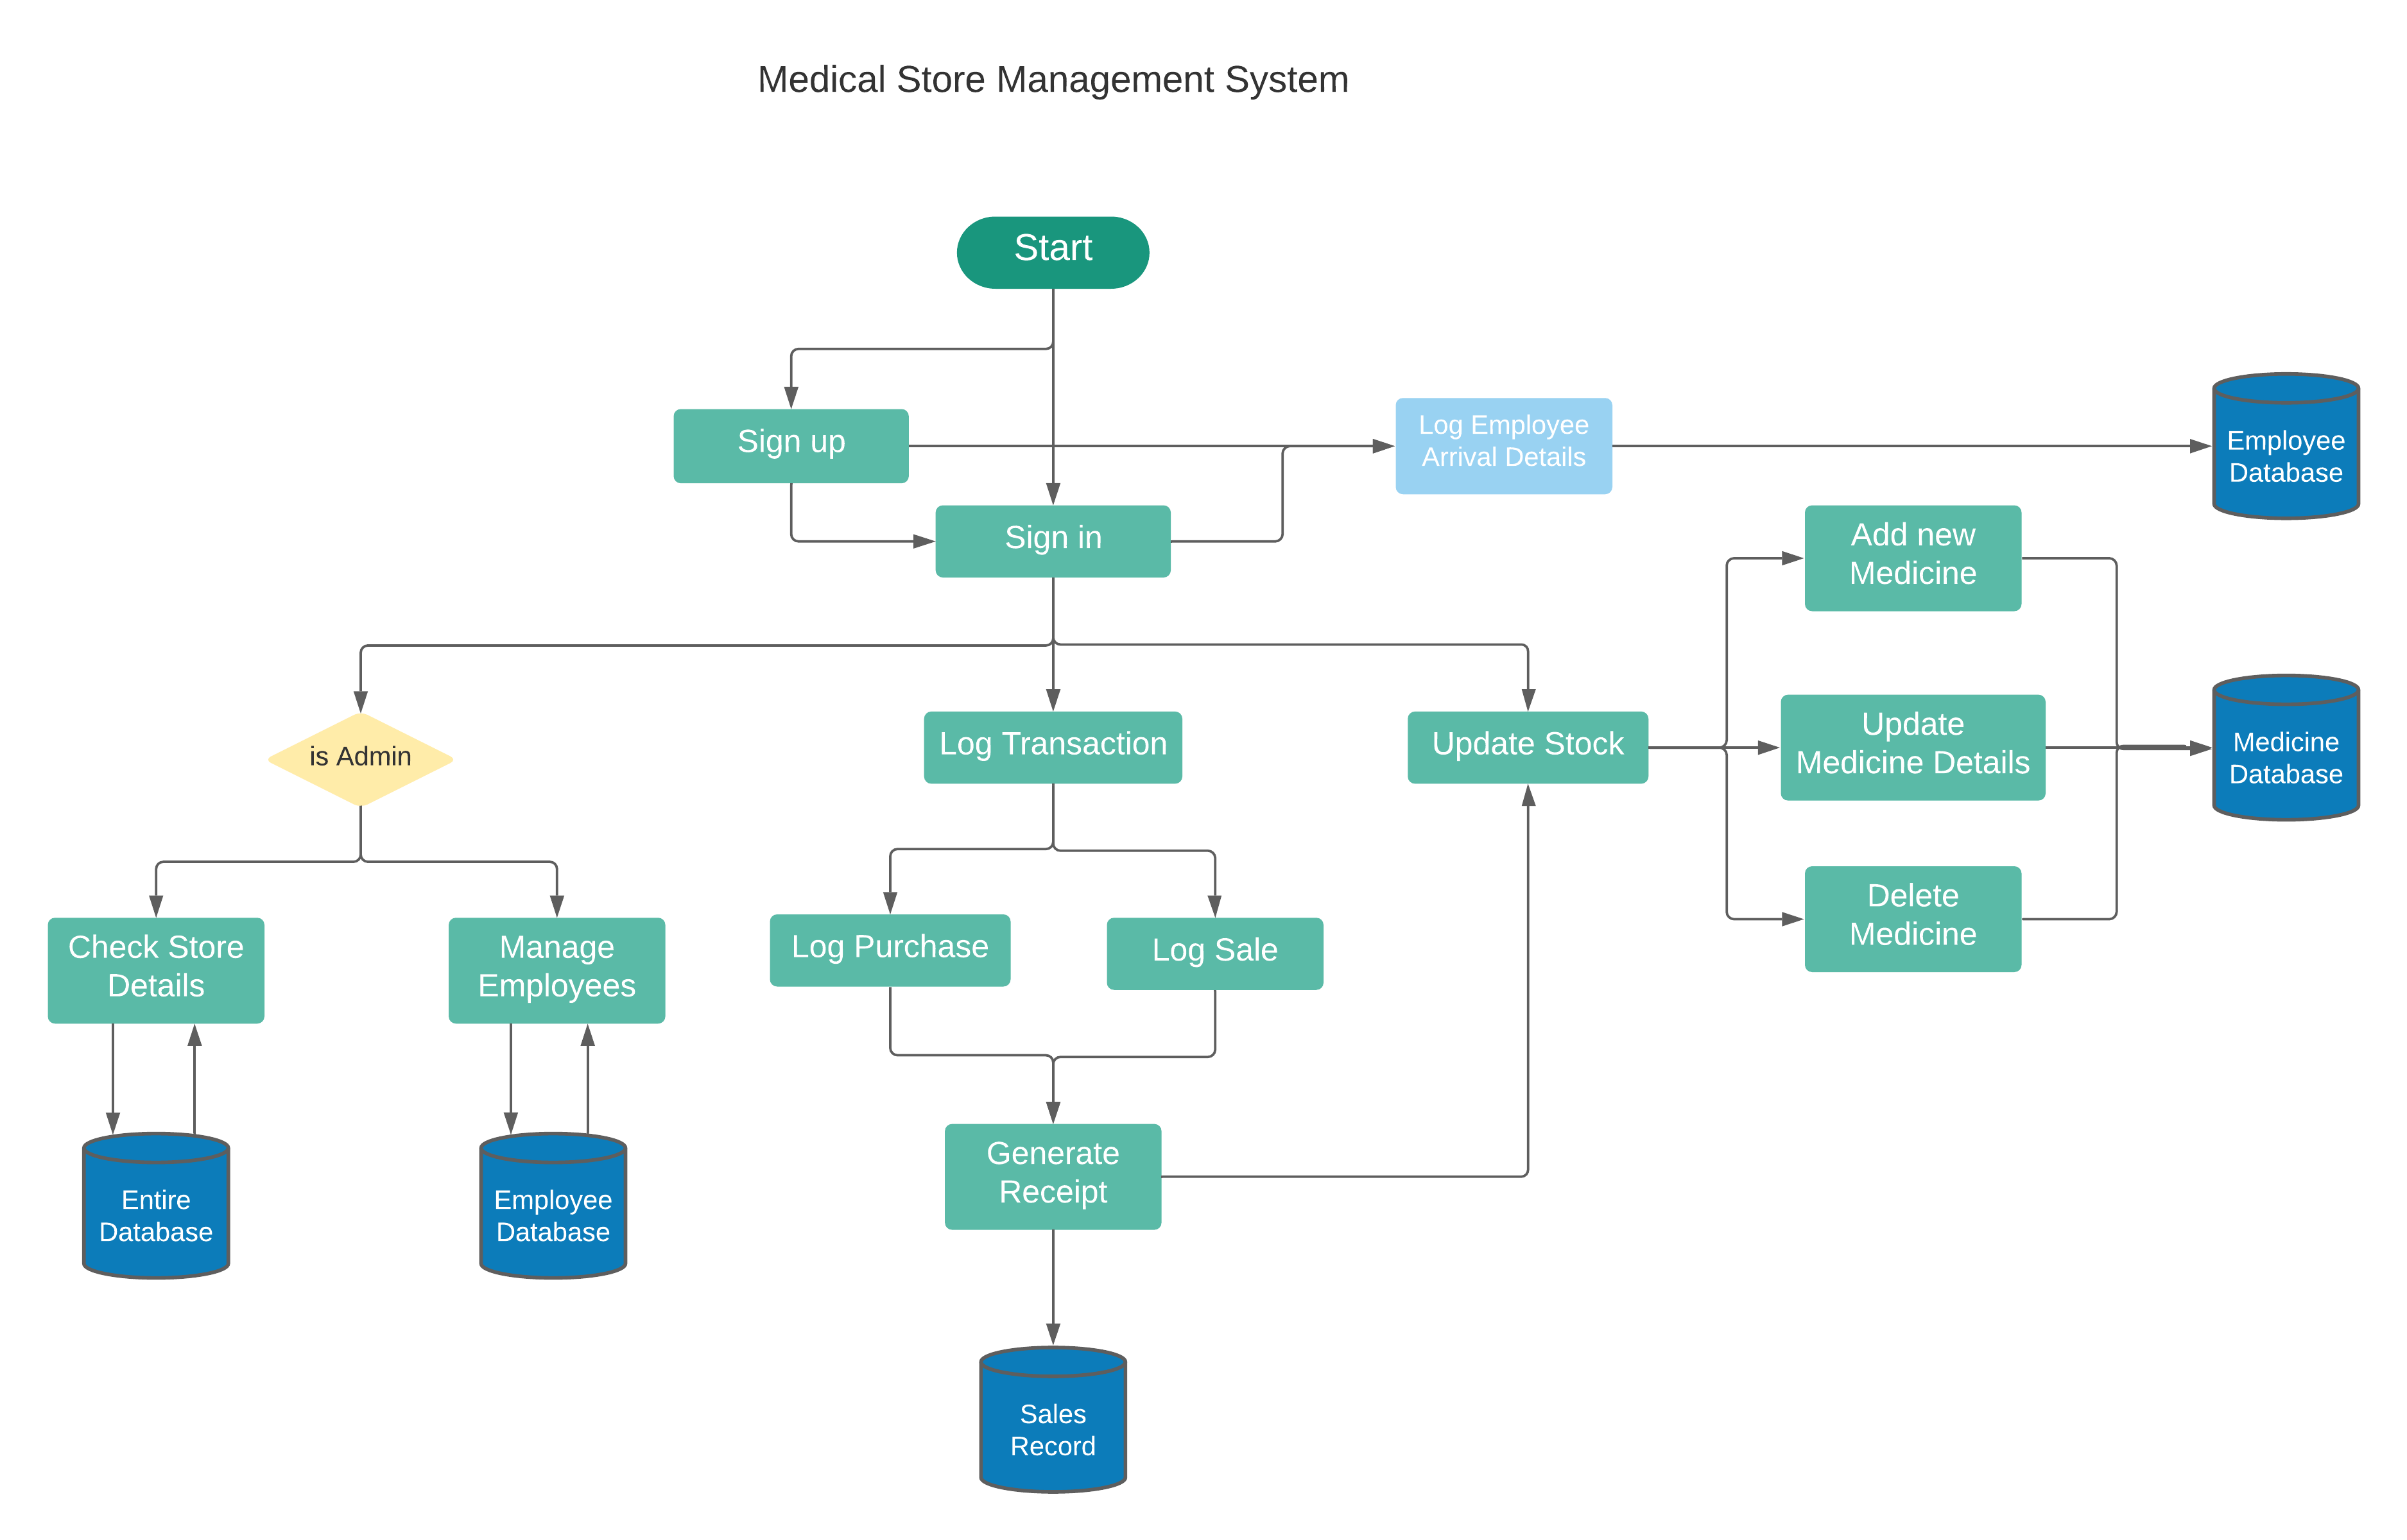 Medical Store Management System
Start
Sign up
Log Employee
Arrival Details
Employee
Database
Sign in
Add new
Medicine
is Admin
Log Transaction
Update Stock
Update
Medicine Details
Medicine
Database
Delete
Medicine
Check Store
Details
Manage
Employees
Log Purchase
Log Sale
Generate
Receipt
Entire
Database
Employee
Database
Sales
Record